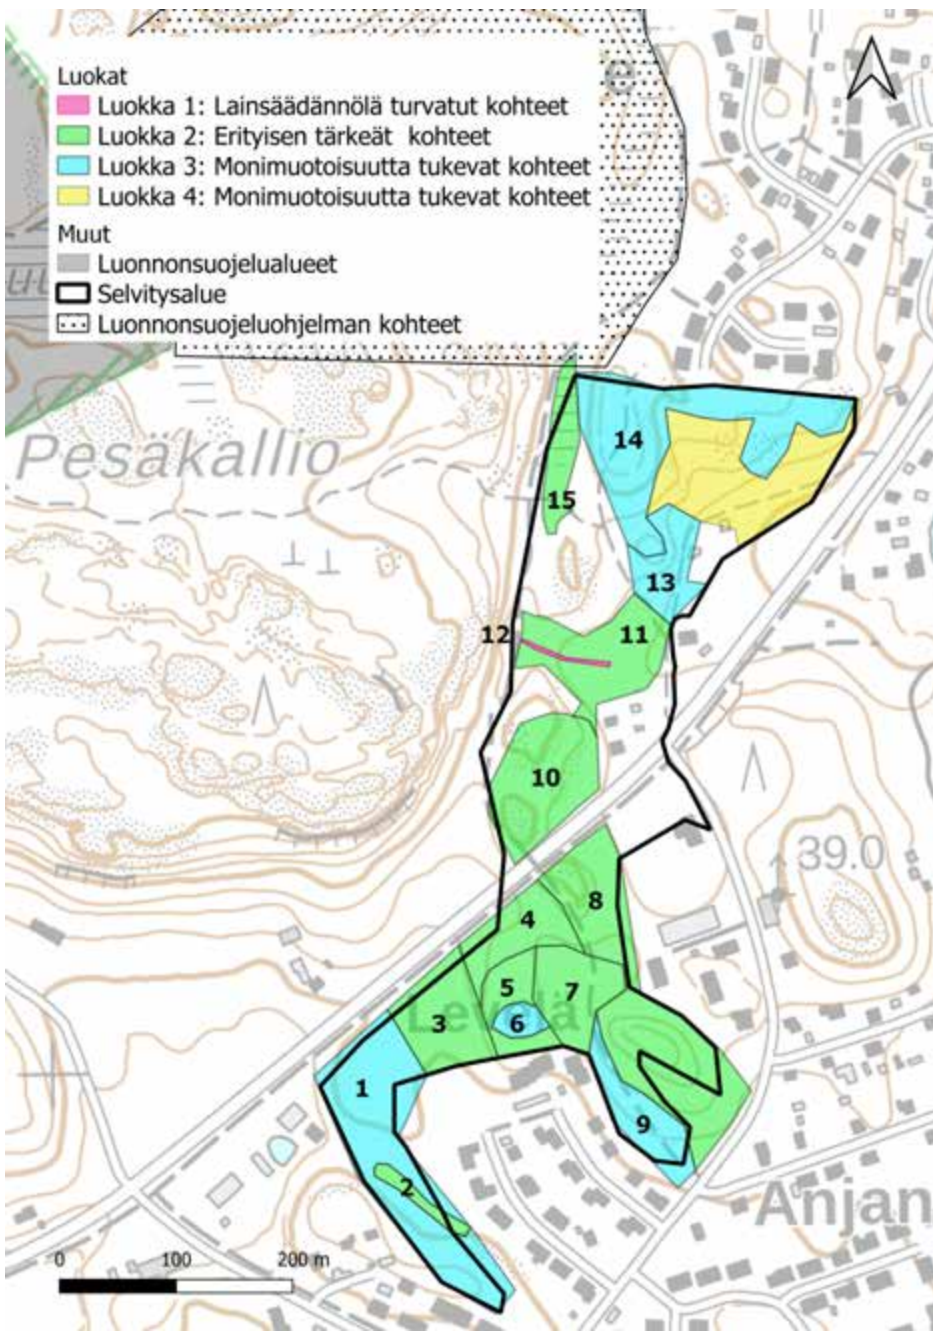 Luokat
Luokka 1: Lainsäädännölä turvatut kohteet
Luokka 2: Erityisen tärkeät kohteet
Luokka 3: Monimuotoisuutta tukevat kohteet
Luokka 4: Monimuotoisuutta tukevat kohteet
Muut
Luonnonsuojelualueet
Selvitysalue
Luonnonsuojeluohjelman kohteet
14
Pesäkallio
15
13
12
11
10
39.0
8
4
5
7
3
6
1
9
2
Anjan
0 100 200 m